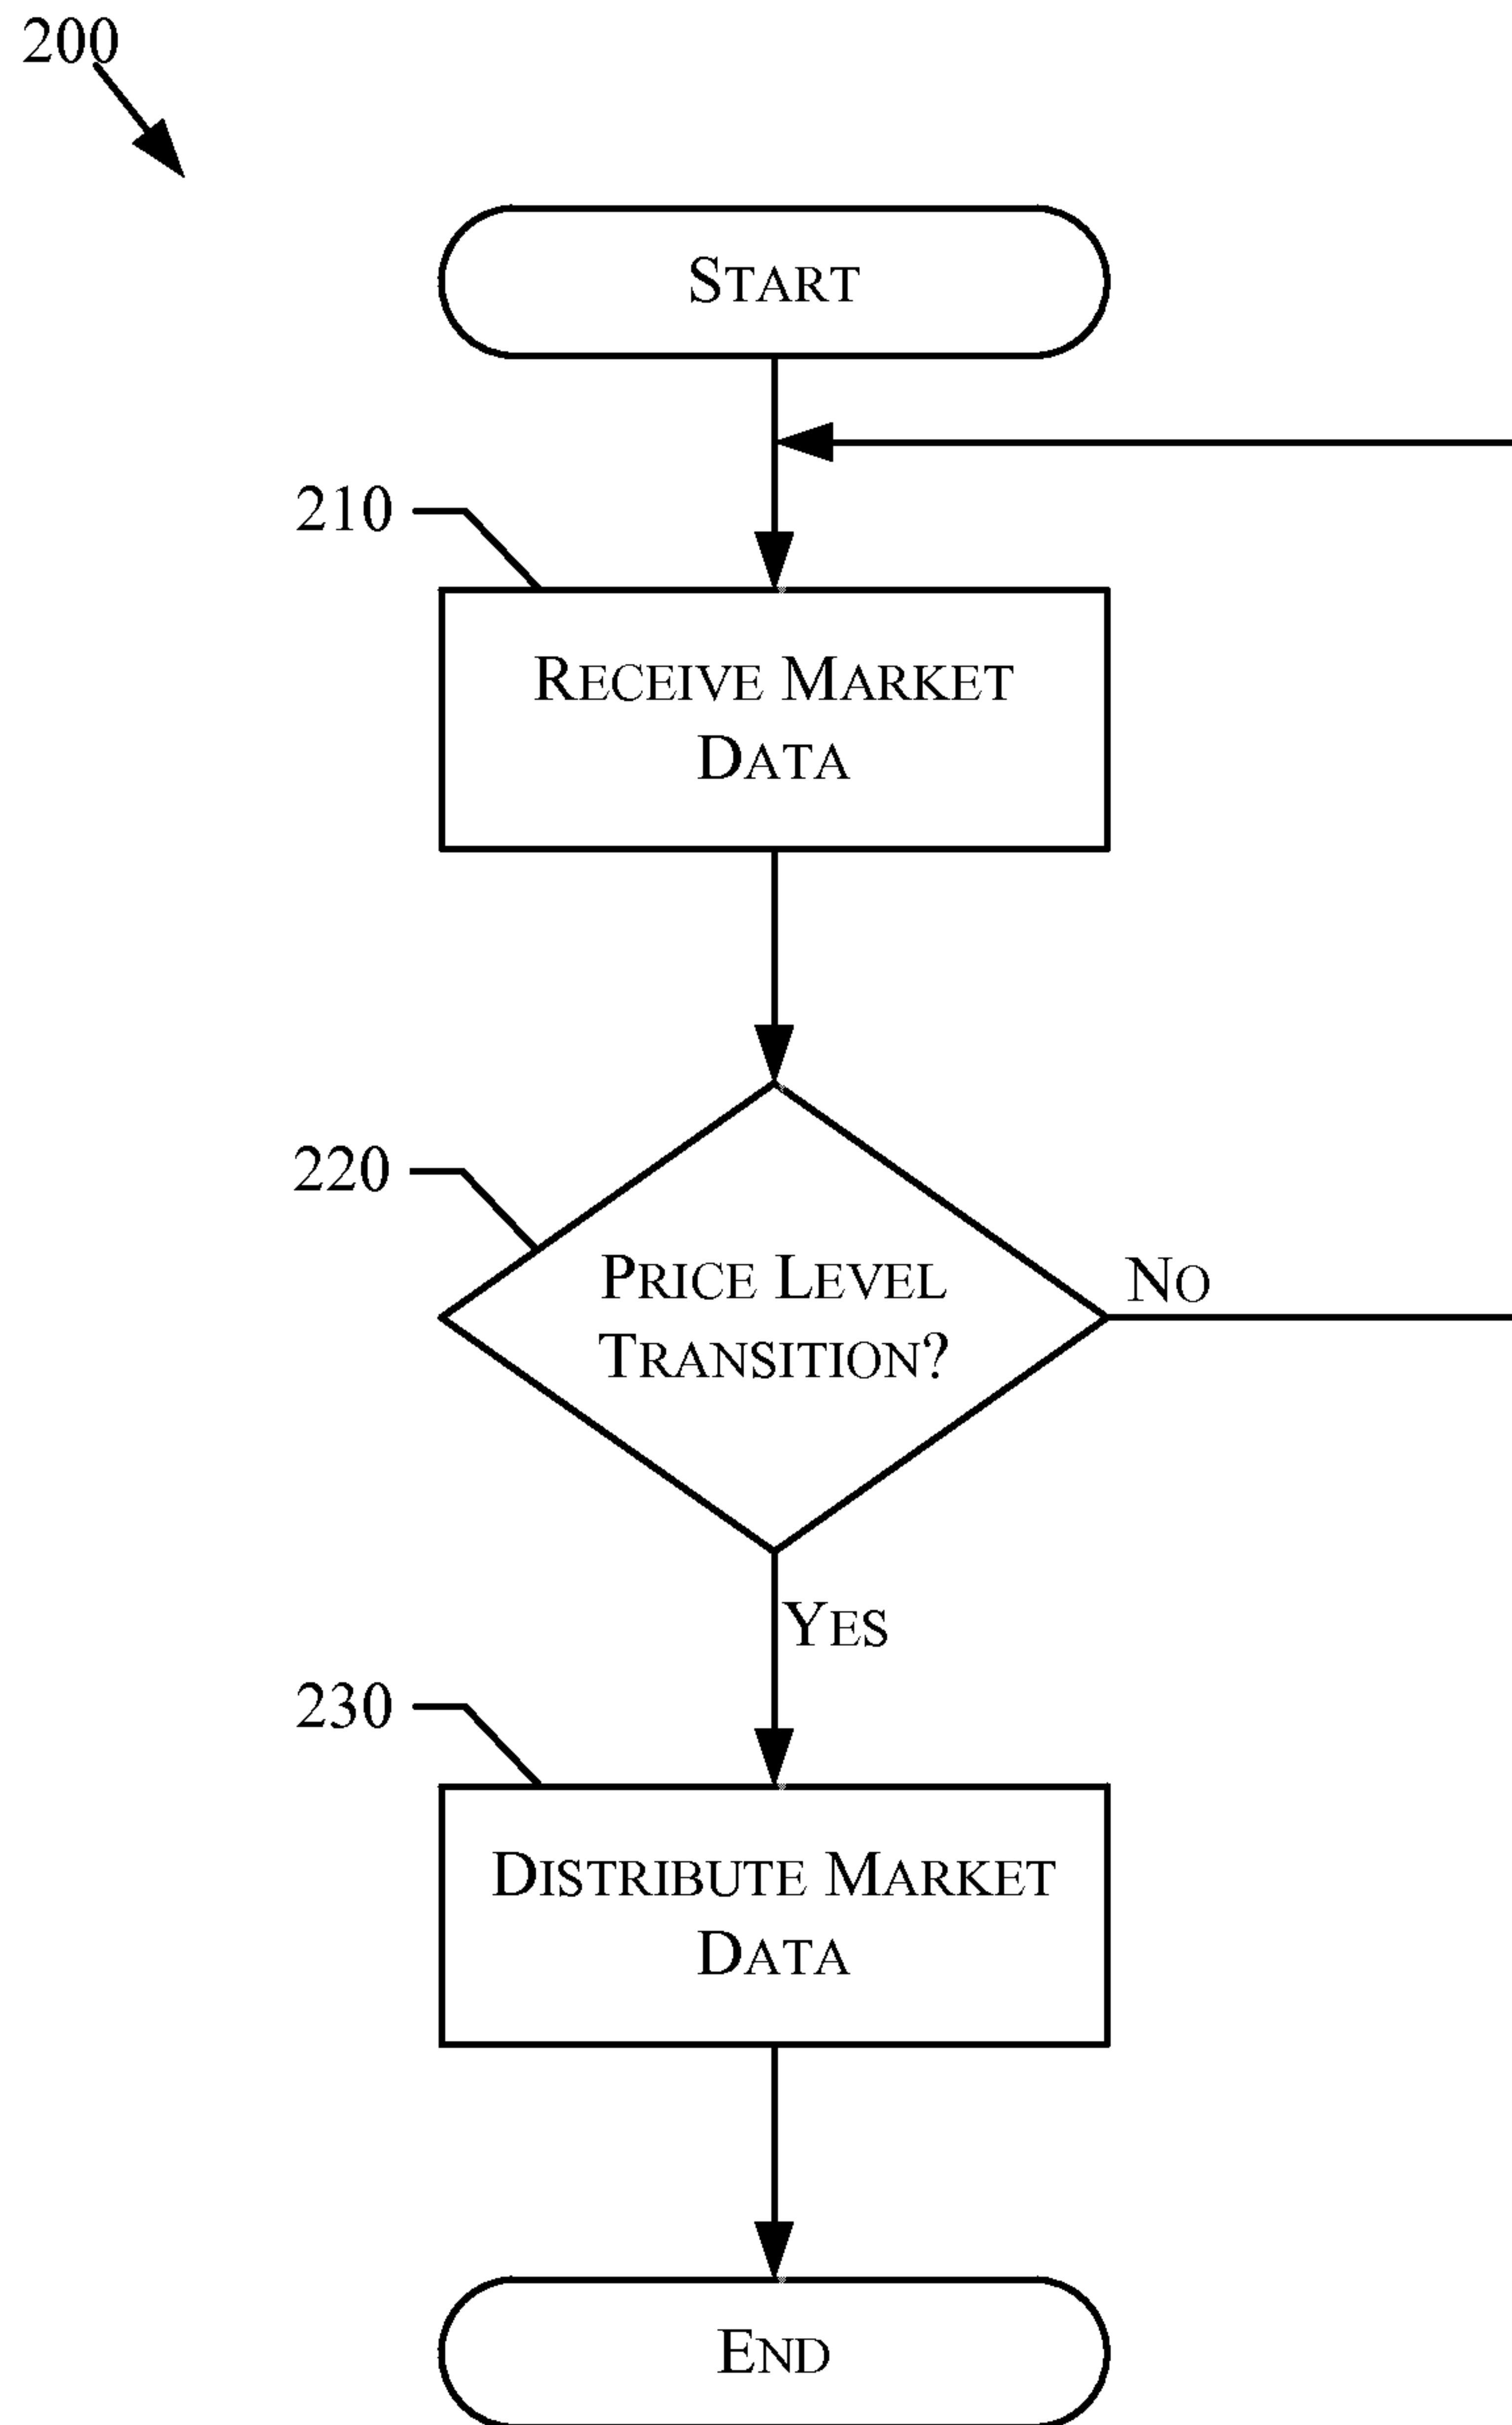 200
START
210
RECEIVE MARKET
DATA
220
PRICE LEVEL
TRANSITION?
NO
YES
230
DISTRIBUTE MARKET
DATA
END